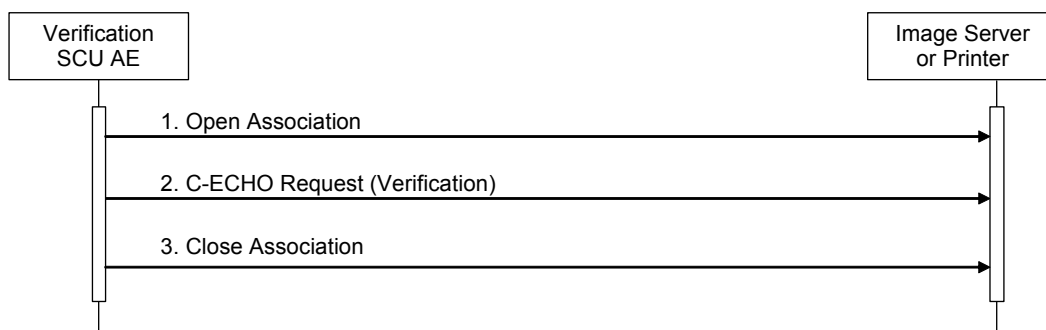 Verification
SCU AE
Image Server
or Printer
1. Open Association
2. C-ECHO Request (Verification)
3. Close Association